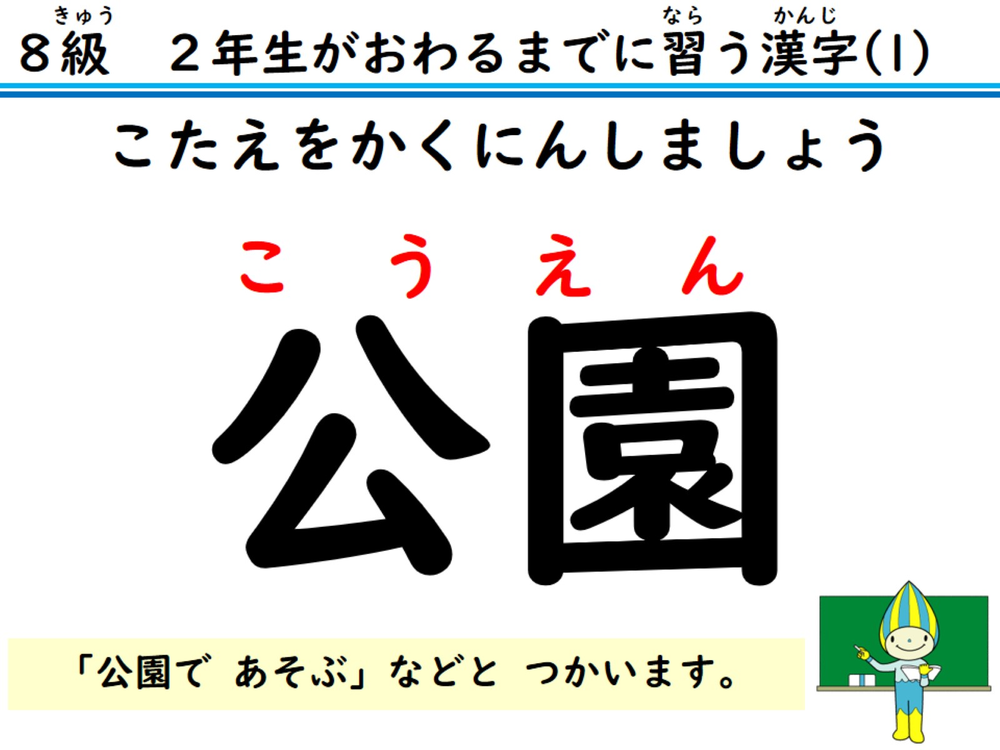 きゅう なら かんじ
8級 2年生がおわるまでに習う漢字(1)
こたえをかくにんしましょう
こうえん
公園
「公園で あそぶ」などと つかいます。